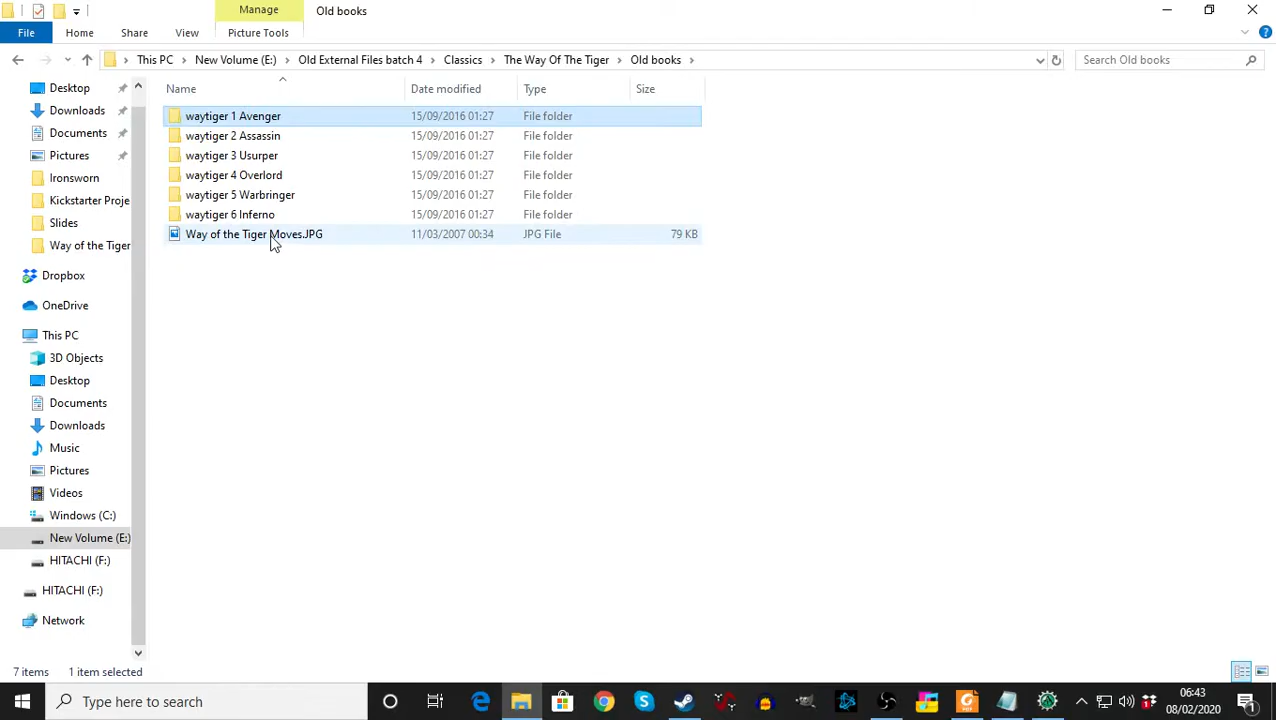 Manage
Old books
File
Home
Share
View
Picture Tools
This PC
New Volume (E:)
Old External Files batch 4
Classics
The Way Of The Tiger
Old books
Search Old books
Name
Date modified
Type
Size
waytiger 1 Avenger 15/09/2016 01:27 File folder
waytiger 2 Assassin 15/09/2016 01:27 File folder
waytiger 3 Usurper 15/09/2016 01:27 File folder
waytiger 4 Overlord 15/09/2016 01:27 File folder
waytiger 5 Warbringer 15/09/2016 01:27 File folder
waytiger 6 Inferno 15/09/2016 01:27 File folder
Way of the Tiger Moves.JPG 11/03/2007 00:34 JPG File 79 KB
Desktop
Downloads
Documents
Pictures
Ironsworn
Kickstarter Proje
Slides
Way of the Tiger
Dropbox
OneDrive
This PC
3D Objects
Desktop
Documents
Downloads
Music
Pictures
Videos
Windows (C:)
New Volume (E:)
HITACHI (F:)
HITACHI (F:)
Network
7 items
1 item selected
Type here to search
06:43
08/02/2020
1